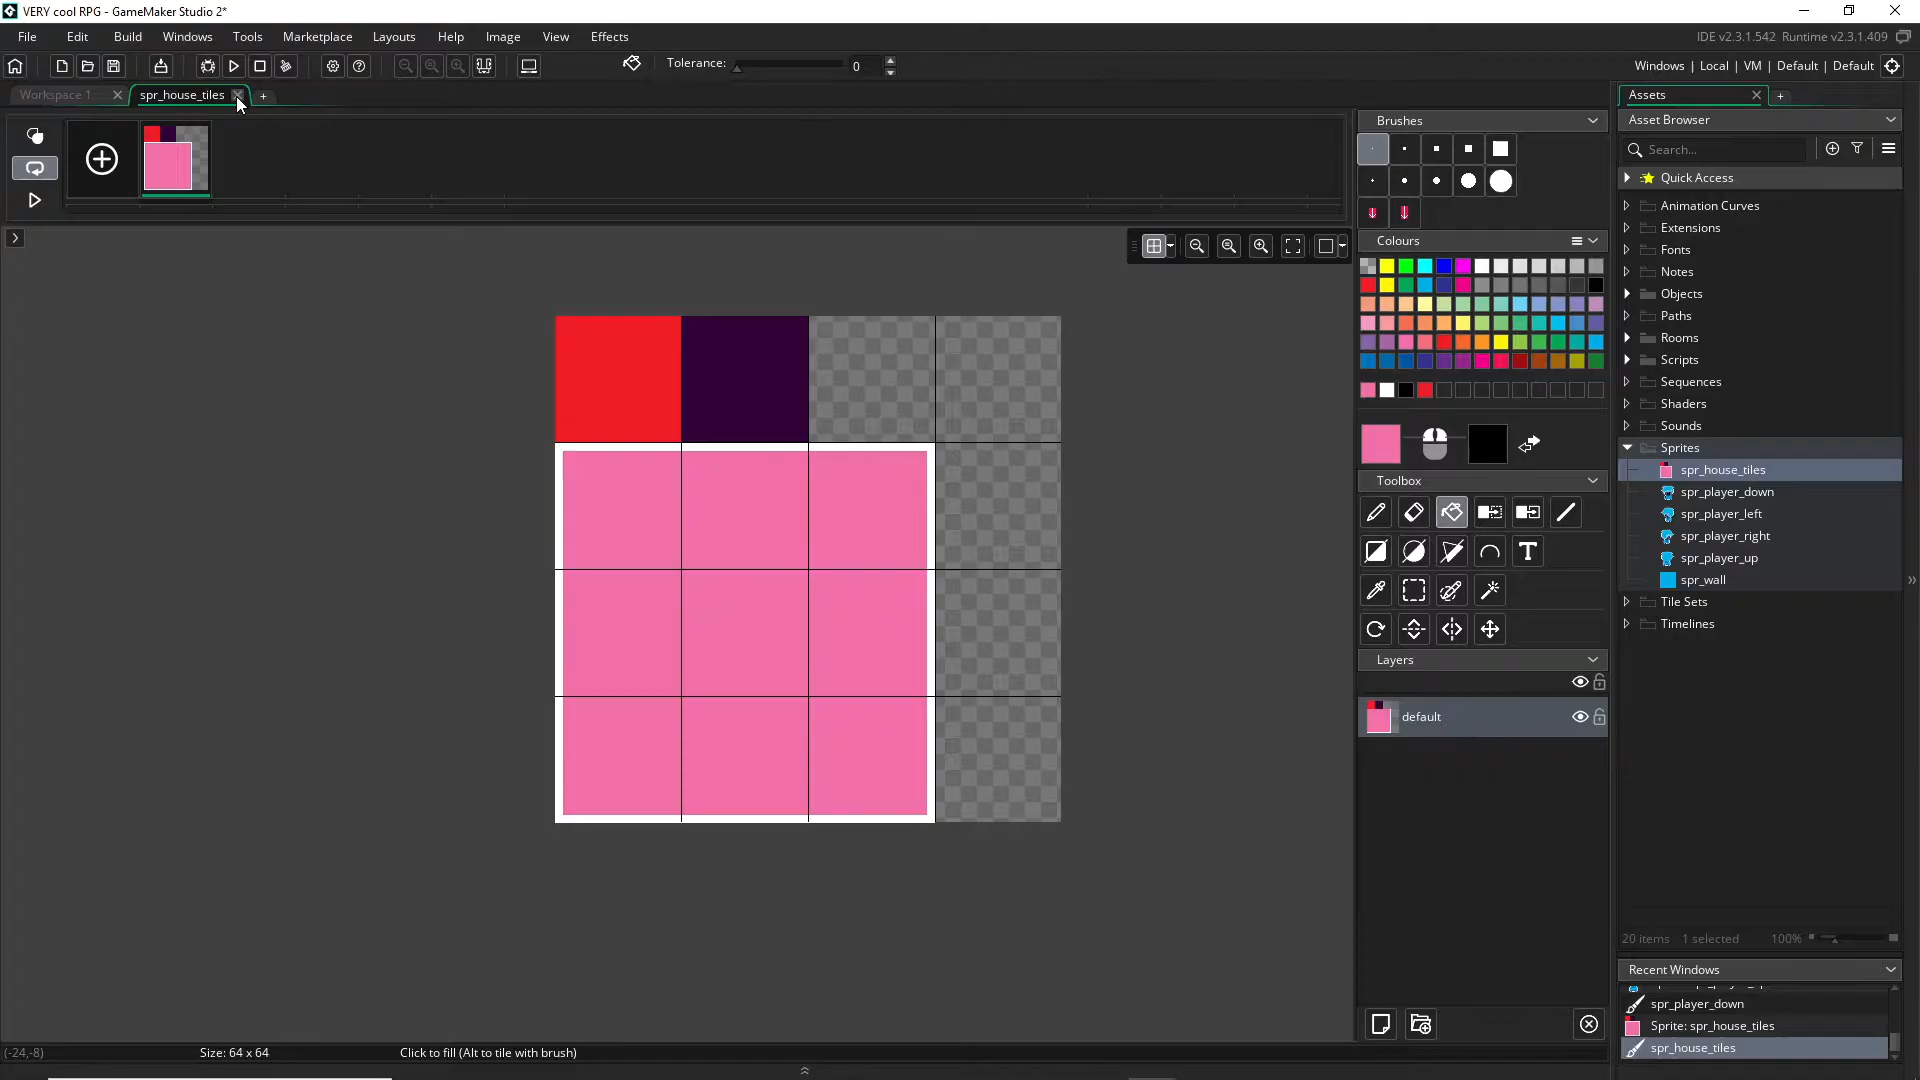 VERY cool RPG - GameMaker Studio 2*
File Edit Build Windows Tools Marketplace Layouts Help Image View Effects
IDE v2.3.1.542 Runtime v2.3.1.409
Tolerance: 0
Windows | Local | VM | Default | Default
Workspace 1
spr_house_tiles
Brushes
Colours
T
Toolbox
Layers
default
Assets
Asset Browser
Search...
Quick Access
Animation Curves
Extensions
Fonts
Notes
Objects
Paths
Rooms
Scripts
Sequences
Shaders
Sounds
Sprites
spr_house_tiles
spr_player_down
spr_player_left
spr_player_right
spr_player_up
spr_wall
Tile Sets
Timelines
20 items 1 selected 100%
Recent Windows
spr_player_down
Sprite: spr_house_tiles
spr_house_tiles
(-24,-8)
Size: 64 x 64
Click to fill (Alt to tile with brush)